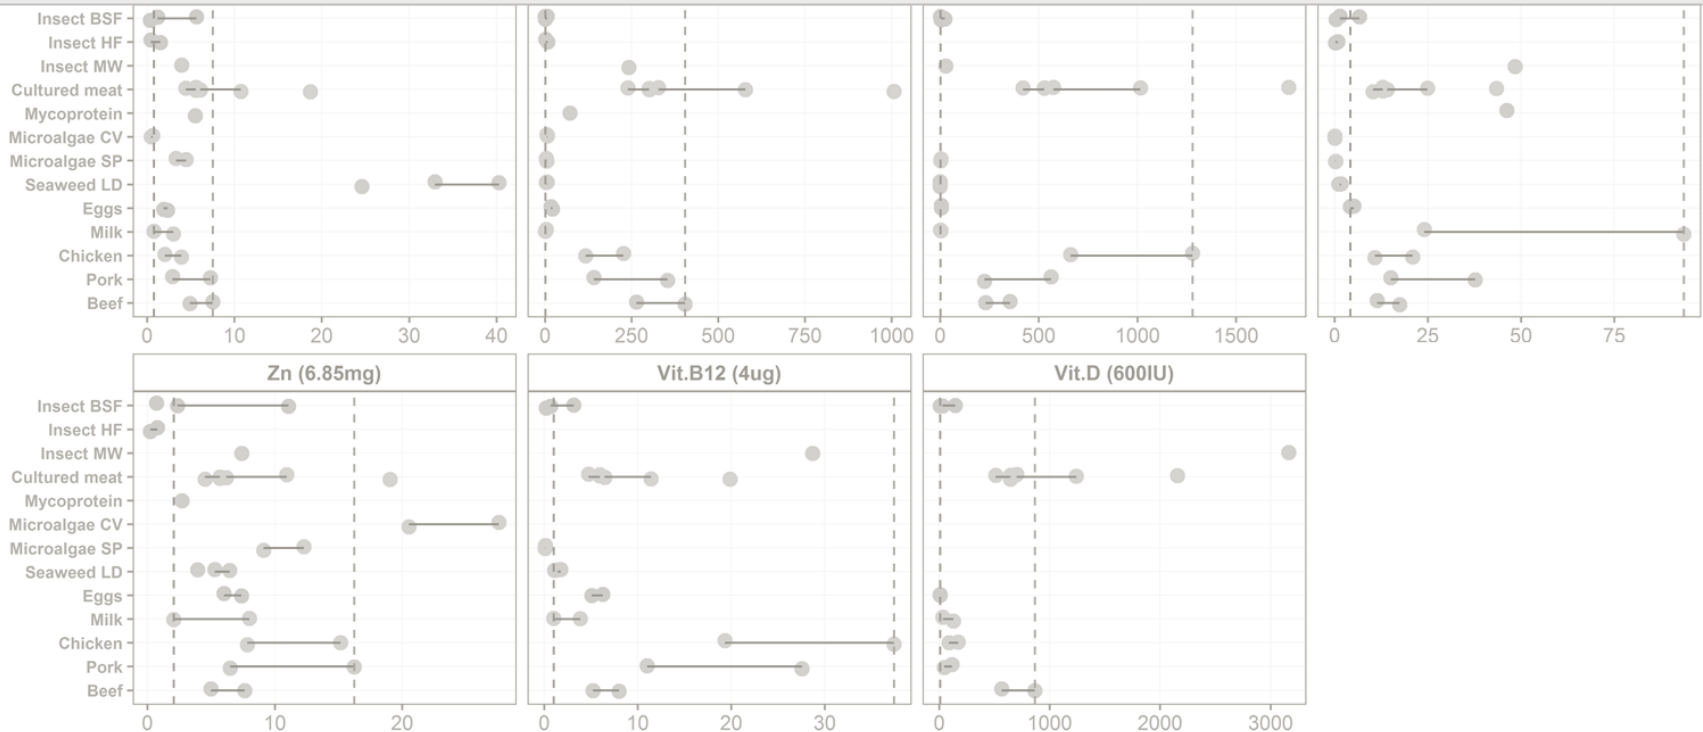 Insect BSF
Insect HF
Insect MW
Cultured meat
Mycoprotein
Microalgae CV
Microalgae SP
Seaweed LD
Eggs
Milk
Chicken
Pork
Beef
0 10 20 30 40 0 250 500 750 1000 0 500 1000 1500 0 25 50 75
Zn (6.85mg) Vit.B12 (4ug) Vit.D (600IU)
Insect BSF
Insect HF
Insect MW
Cultured meat
Mycoprotein
Microalgae CV
Microalgae SP
Seaweed LD
Eggs
Milk
Chicken
Pork
Beef
0 10 20 0 10 20 30 0 1000 2000 3000